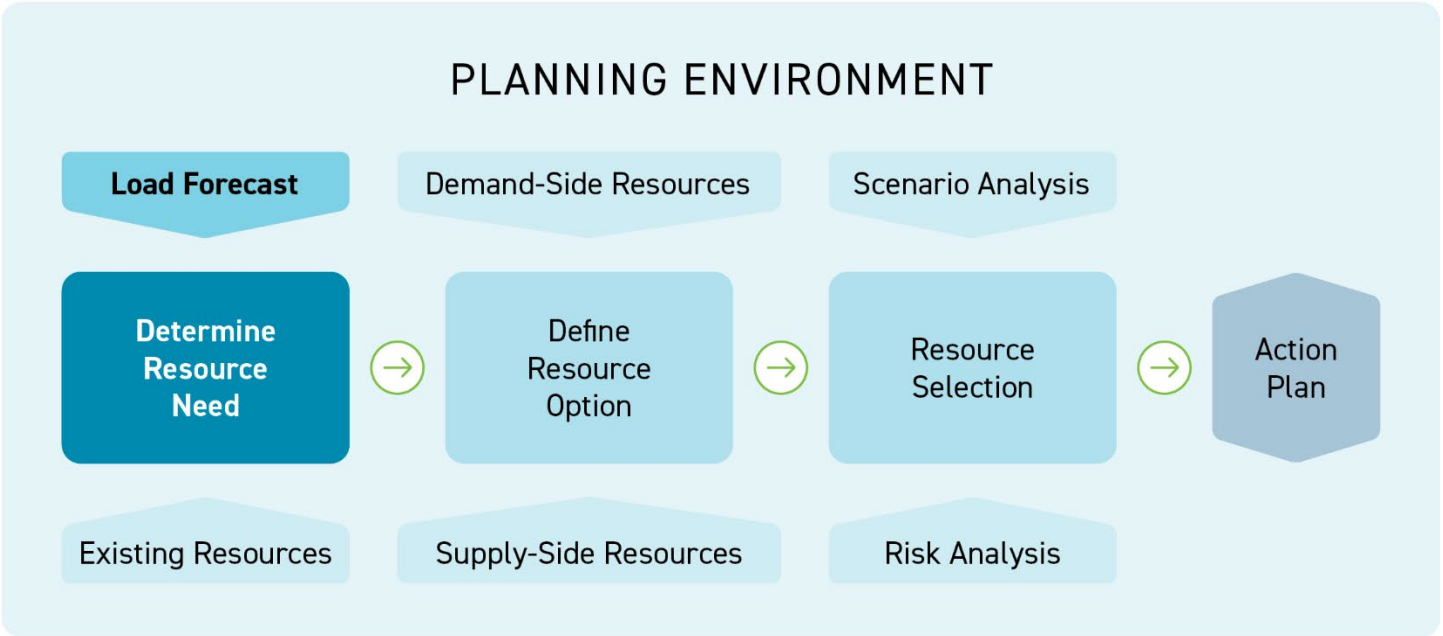 PLANNING ENVIRONMENT
Load Forecast
Demand-Side Resources
Scenario Analysis
Determine
Resource
Need
Define
Resource
Option
Resource
Selection
Action
Plan
Existing Resources
Supply-Side Resources
Risk Analysis